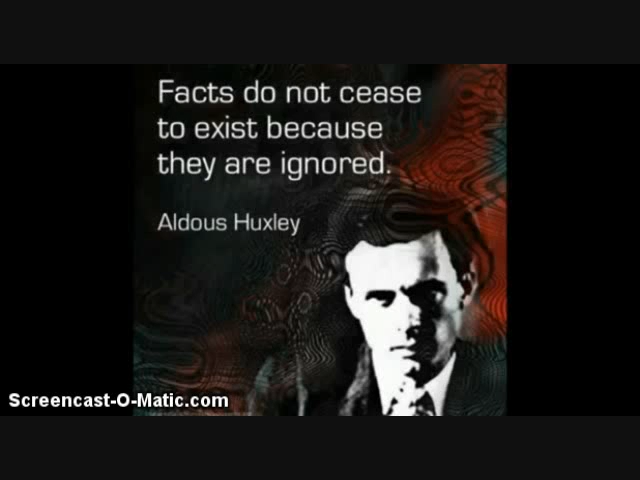 Facts do not cease
to exist because
they are ignored.
Aldous Huxley
Screencast-O-Matic.com